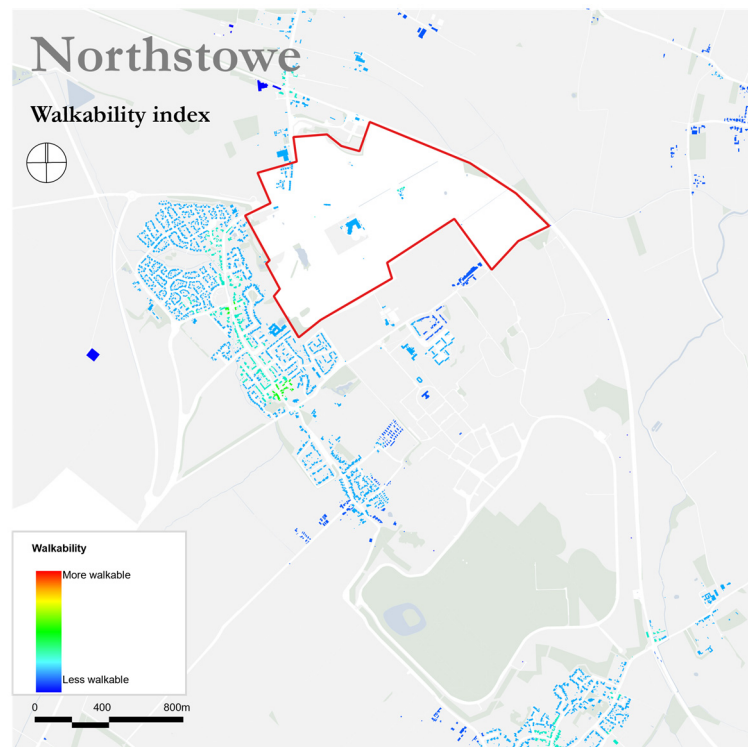 Northstowe
Walkability index
Walkability
More walkable
Less walkable
0 400 800m